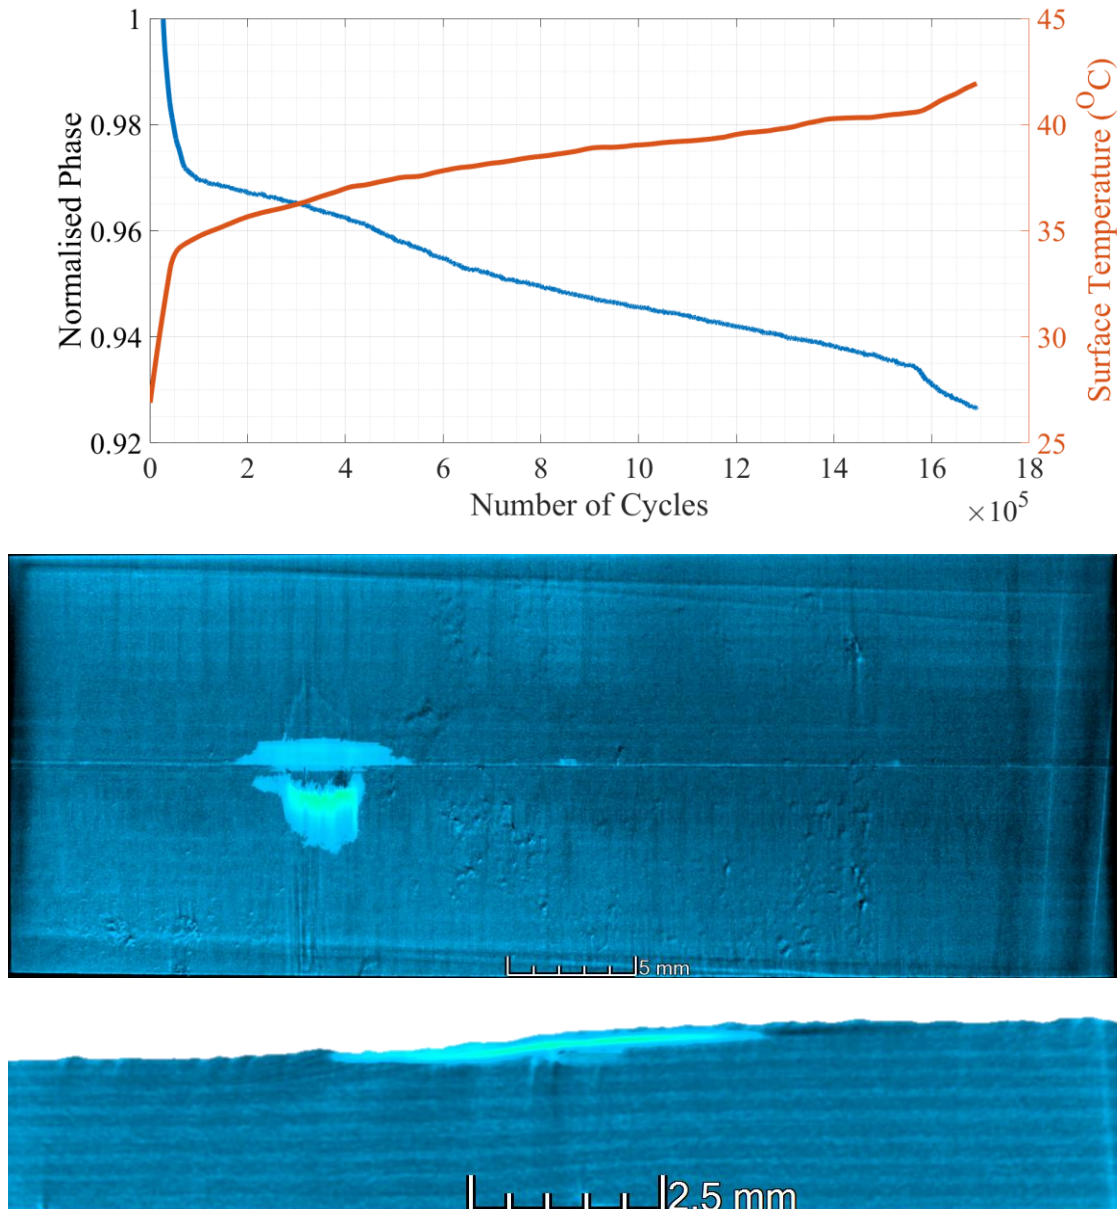 1
0.98
0.96
0.94
0.92
Normalised Phase
45
40
35
30
25
Surface Temperature (OC)
0 2 4 6 8 10 12 14 16 18
Number of Cycles
×10^5
5 mm
2.5 mm